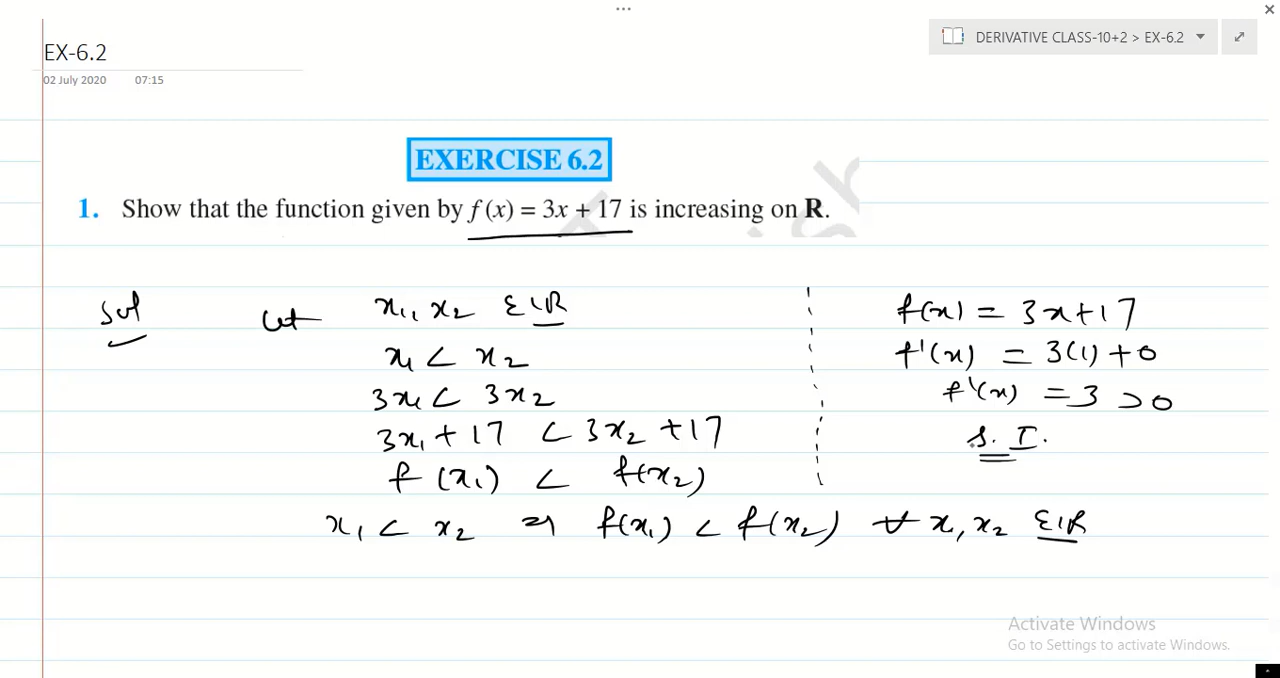 DERIVATIVE CLASS-10+2 > EX-6.2
EX-6.2
02 July 2020 07:15
EXERCISE 6.2
1. Show that the function given by f (x) = 3x + 17 is increasing on R.
Sol Let x₁, x₂ ∈ IR
x₁ < x₂
3x₁ < 3x₂
3x₁ + 17 < 3x₂ + 17
f (x₁) < f(x₂)
x₁ < x₂ ⇒ f(x₁) < f(x₂) ∀ x₁, x₂ ∈ IR
f(x) = 3x+17
f'(x) = 3(1) + 0
f'(x) = 3 > 0
S. I.
Activate Windows
Go to Settings to activate Windows.